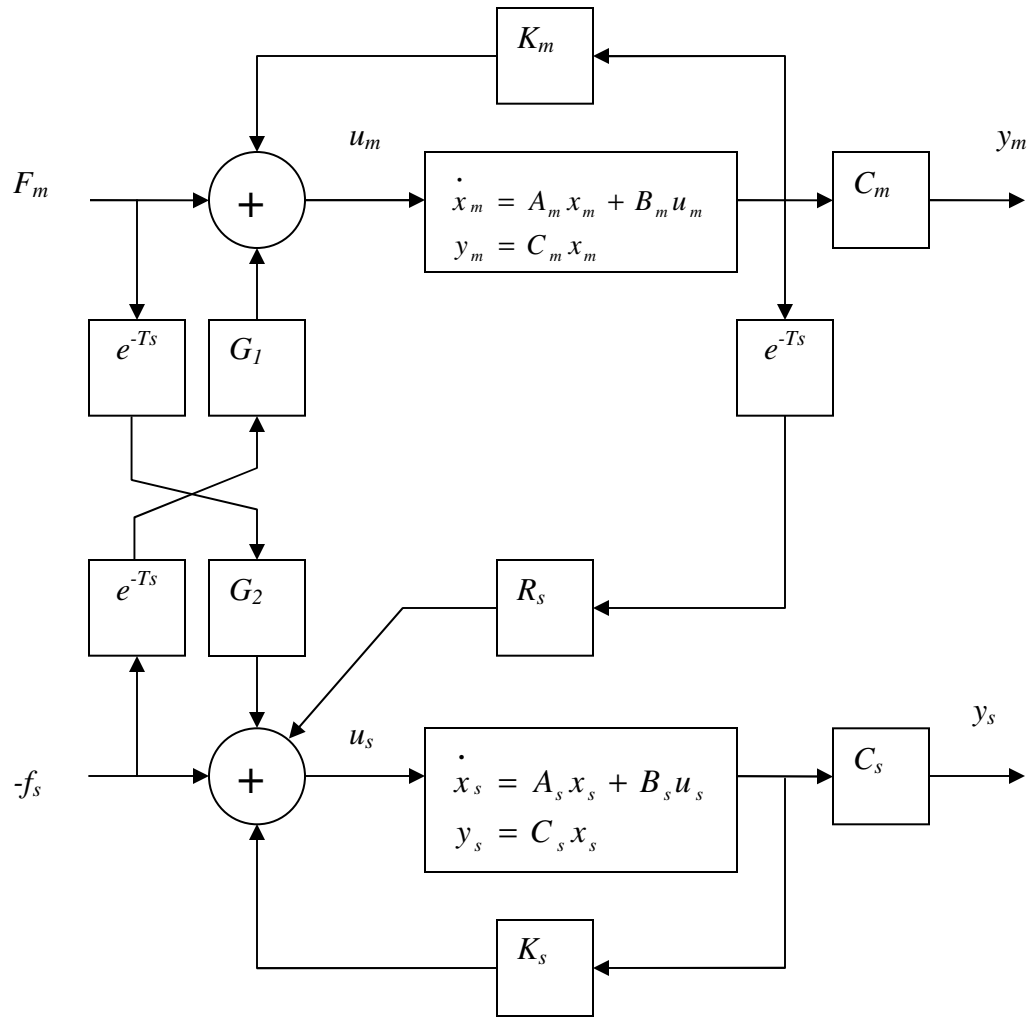 K_m
u_m
y_m
F_m
+
ẋ_m = A_m x_m + B_m u_m
y_m = C_m x_m
C_m
e^{-Ts}
G_1
e^{-Ts}
e^{-Ts}
G_2
R_s
u_s
y_s
-f_s
+
ẋ_s = A_s x_s + B_s u_s
y_s = C_s x_s
C_s
K_s